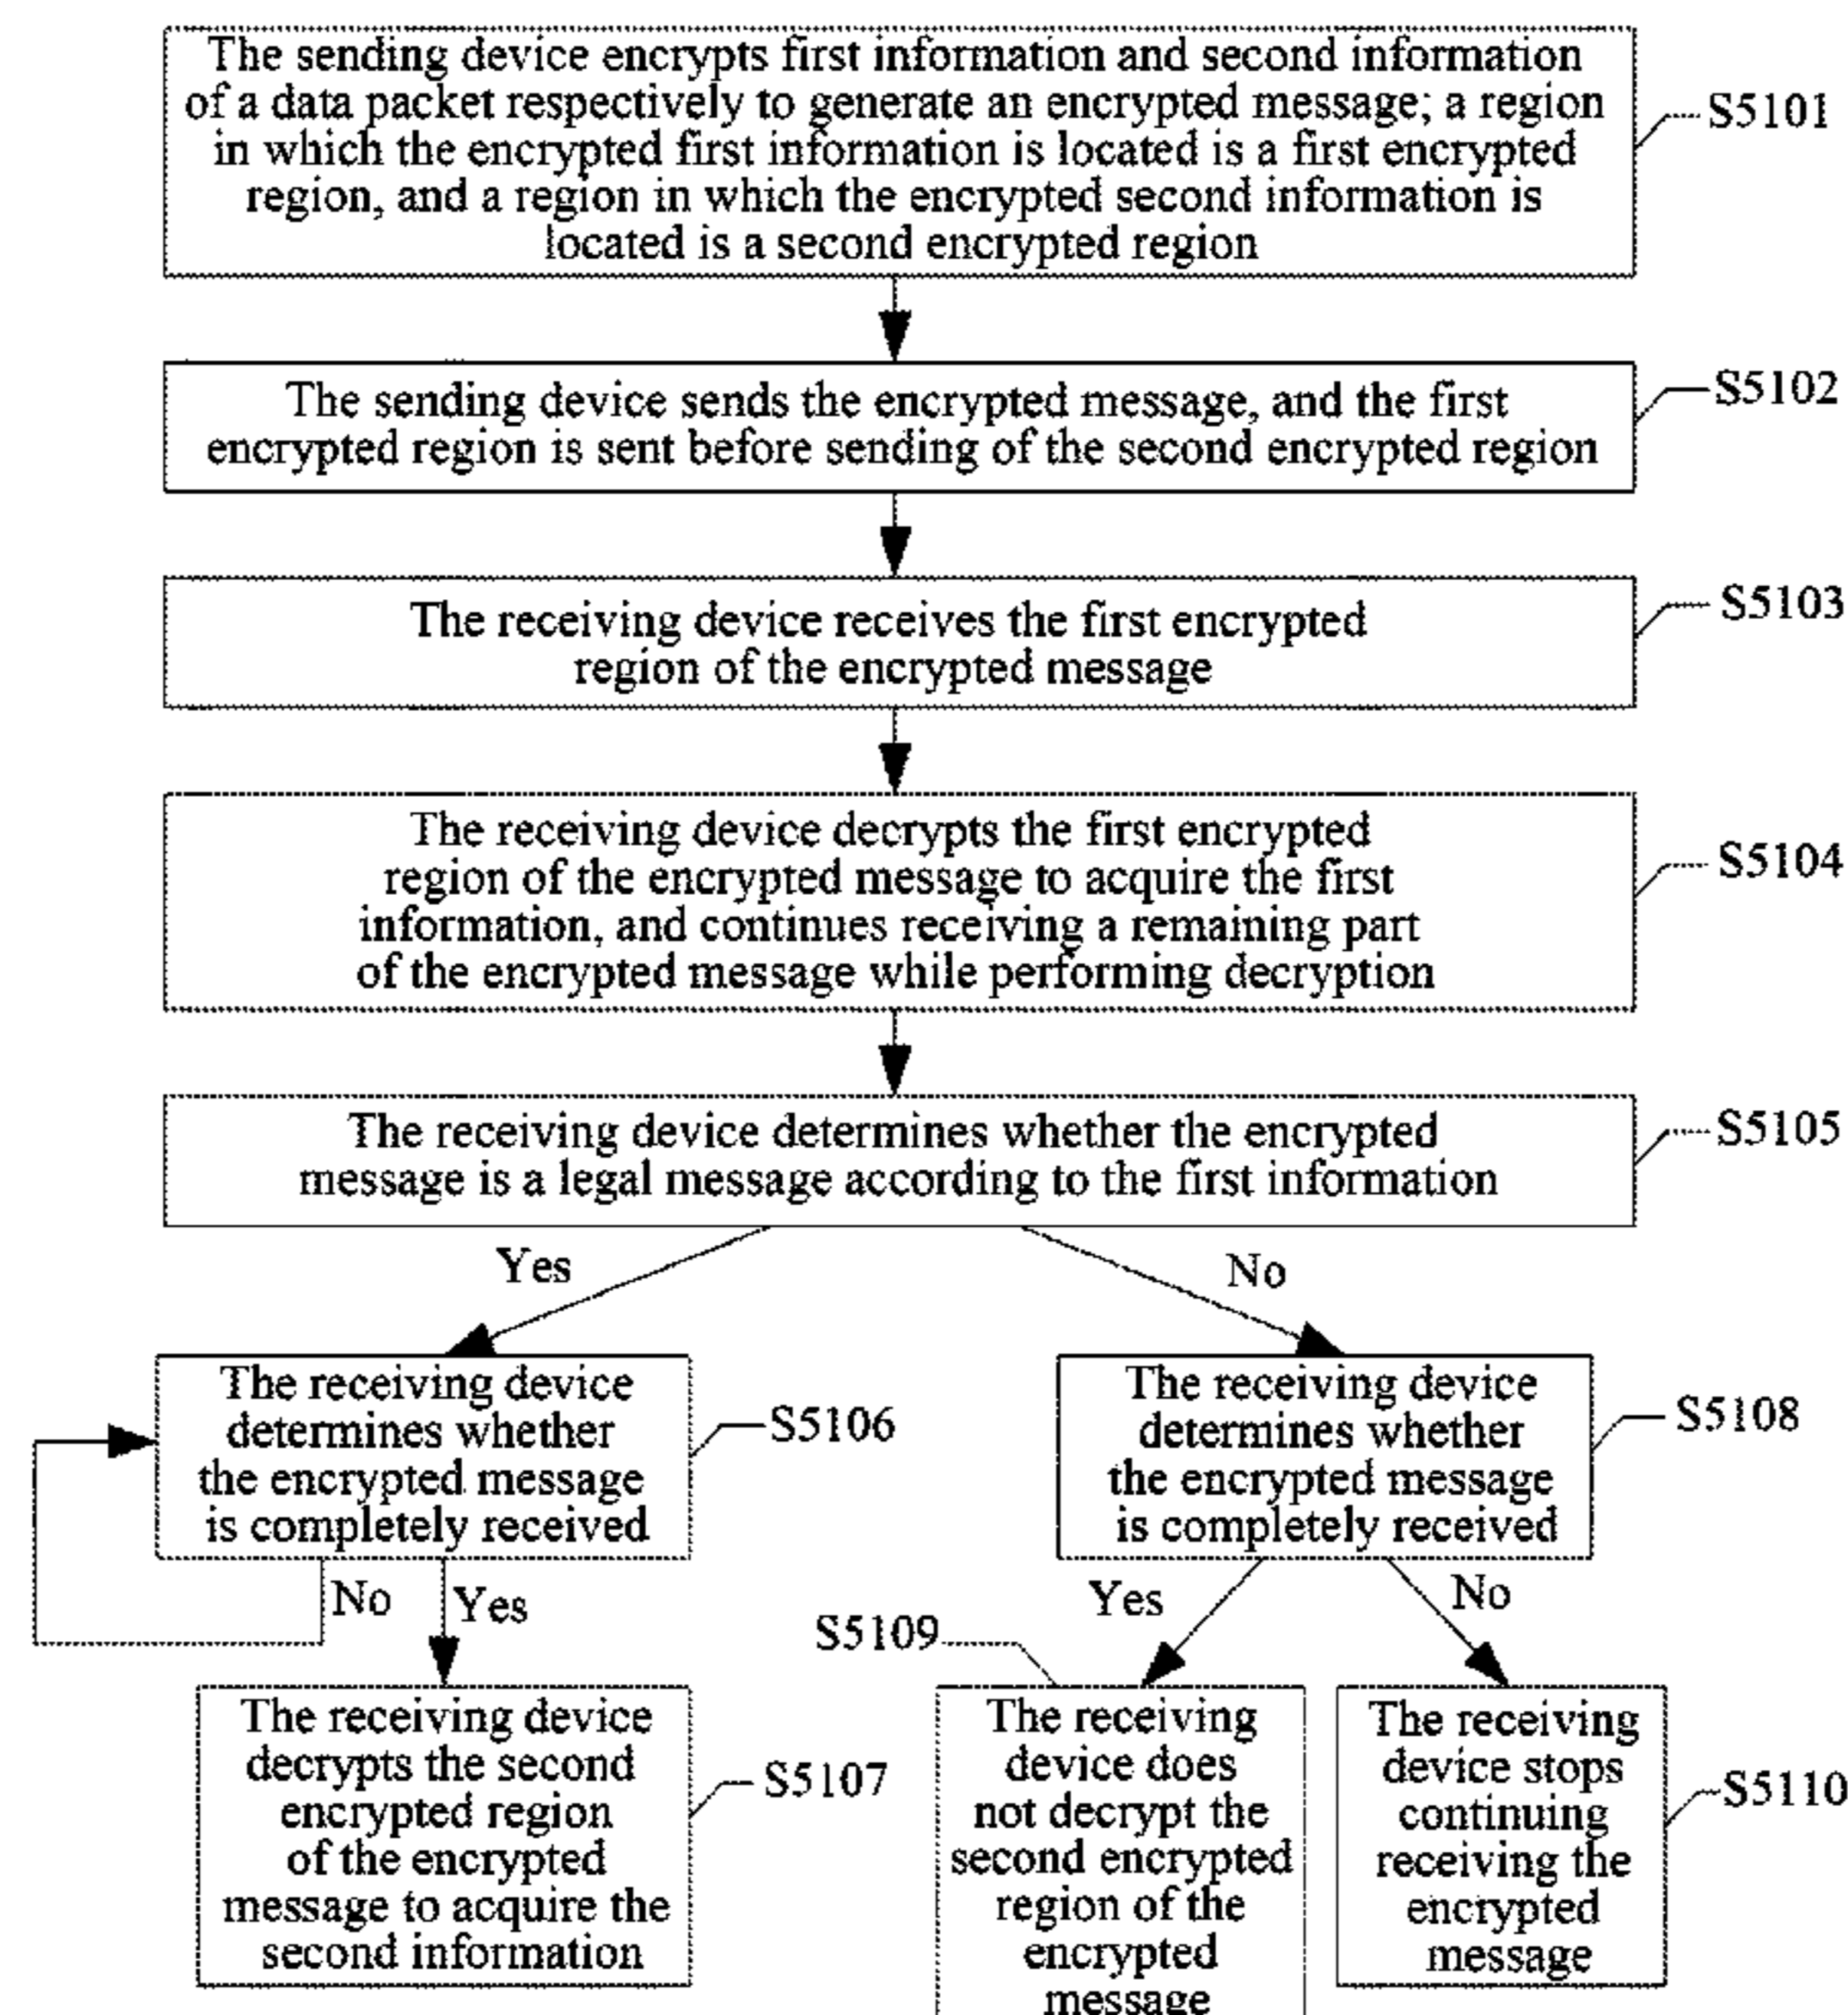 The sending device encrypts first information and second information
of a data packet respectively to generate an encrypted message; a region
in which the encrypted first information is located is a first encrypted
region, and a region in which the encrypted second information is
located is a second encrypted region
S5101
The sending device sends the encrypted message, and the first
encrypted region is sent before sending of the second encrypted region
S5102
The receiving device receives the first encrypted
region of the encrypted message
S5103
The receiving device decrypts the first encrypted
region of the encrypted message to acquire the first
information, and continues receiving a remaining part
of the encrypted message while performing decryption
S5104
The receiving device determines whether the encrypted
message is a legal message according to the first information
S5105
Yes
No
The receiving device
determines whether
the encrypted message
is completely received
S5106
The receiving device
determines whether
the encrypted message
is completely received
S5108
No
Yes
Yes
No
S5109
The receiving device
decrypts the second
encrypted region
of the encrypted
message to acquire the
second information
S5107
The receiving
device does
not decrypt the
second encrypted
region of the
encrypted
message
The receiving
device stops
continuing
receiving the
encrypted
message
S5110